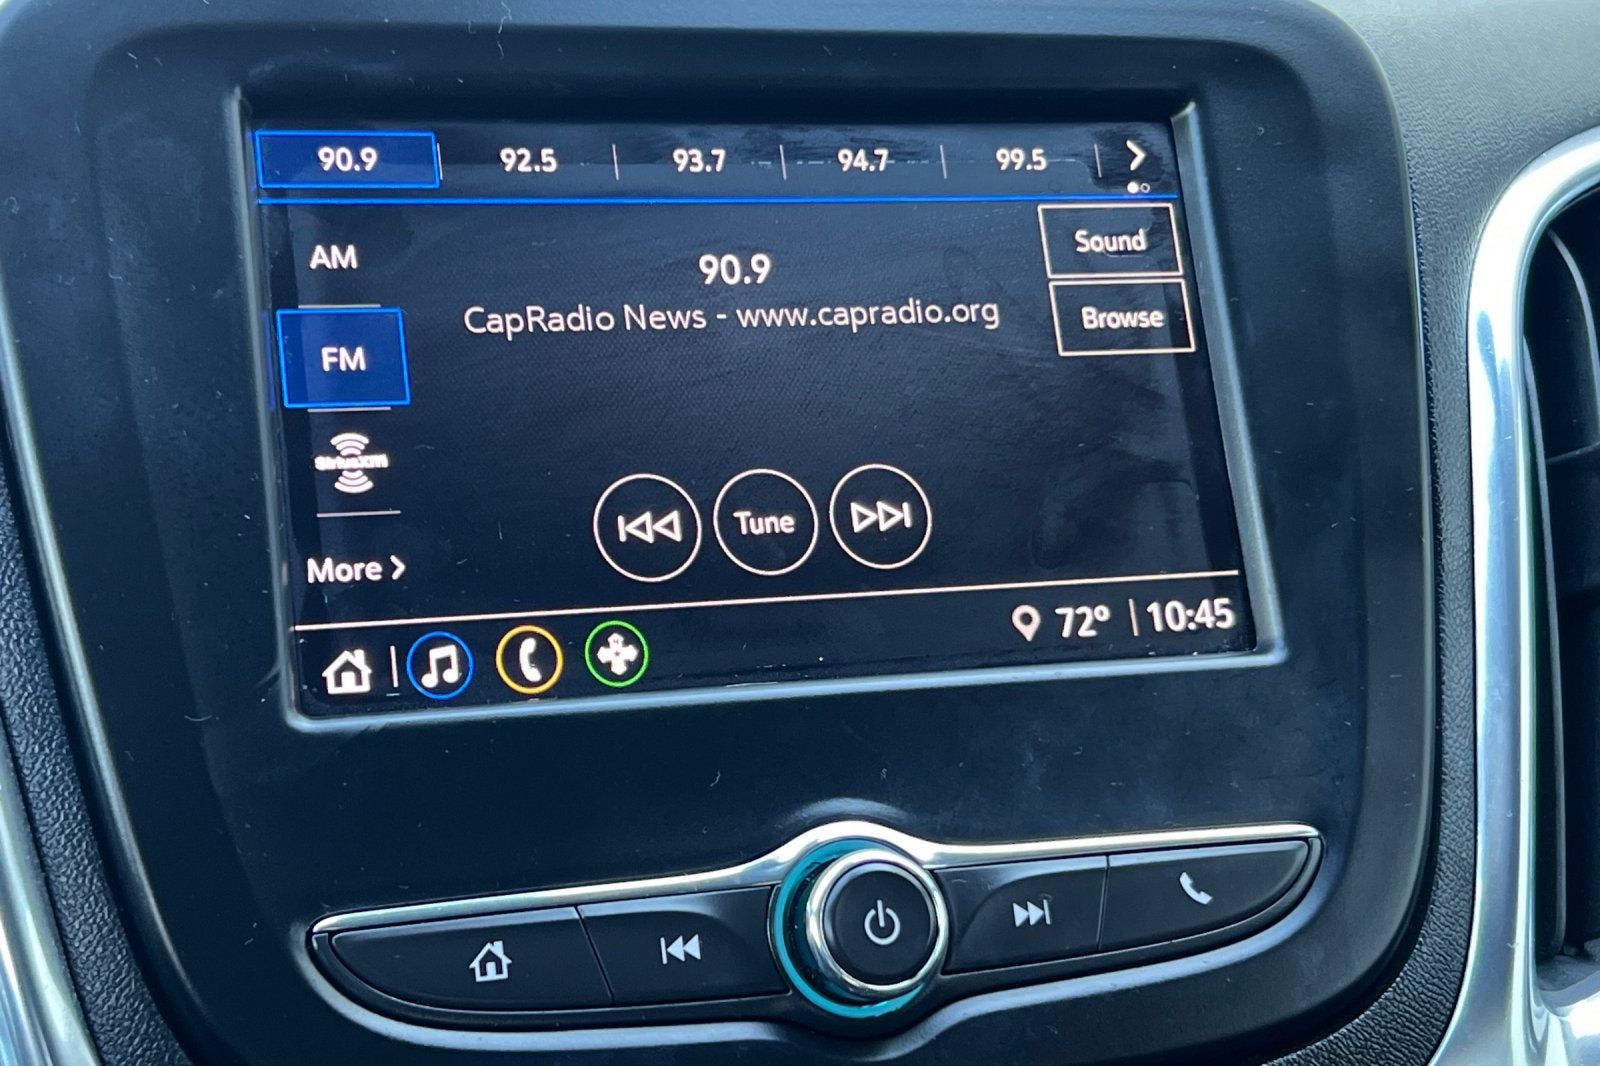 90.9 92.5 93.7 94.7 99.5
AM
90.9
Sound
CapRadio News - www.capradio.org
Browse
FM
siriusxm
Tune
More
72° 10:45